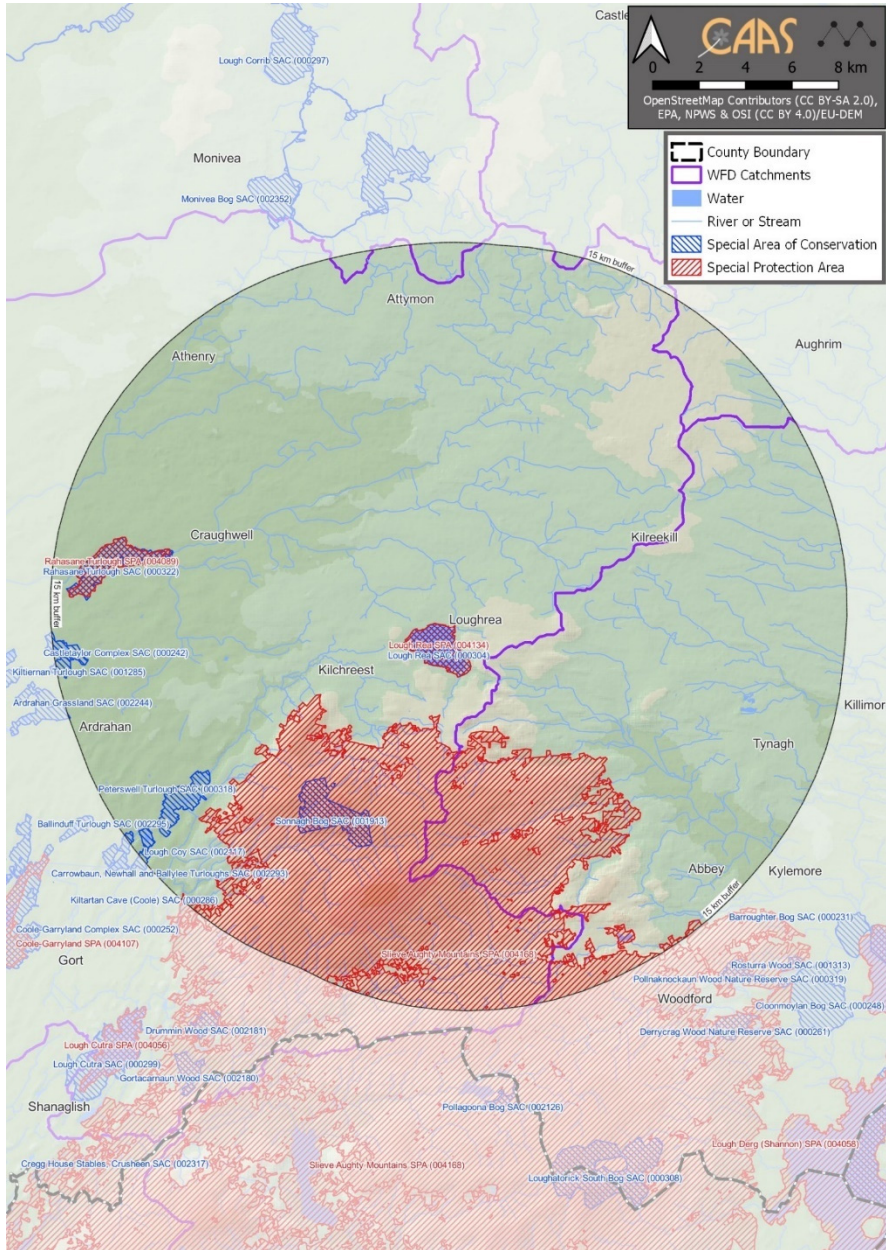 Castle
CAAS
0 2 4 6 8 km
OpenStreetMap Contributors (CC BY-SA 2.0),
EPA, NPWS & OSI (CC BY 4.0)/EU-DEM
County Boundary
WFD Catchments
Water
River or Stream
Special Area of Conservation
Special Protection Area
Lough Corrib SAC (000297)
Monivea
Monivea Bog SAC (002352)
15 km buffer
Attymon
Athenry
Aughrim
Craughwell
Kilreekill
Rahasane Turlough SPA (004089)
Rahasane Turlough SAC (000322)
15 km buffer
Loughrea
Lough Rea SPA (004134)
Lough Rea SAC (000304)
Castletaylor Complex SAC (000242)
Kiltiernan Turlough SAC (001285)
Kilchreest
Ardrahan Grassland SAC (002244)
Ardrahan
Killimor
Tynagh
Peterswell Turlough SAC (000318)
Sonnagh Bog SAC (001913)
Ballinduff Turlough SAC (002295)
Lough Coy SAC (002117)
Carrowbaun, Newhall and Ballylee Turloughs SAC (002293)
Abbey
Kylemore
Kiltartan Cave (Coole) SAC (000286)
15 km buffer
Barroughter Bog SAC (000231)
Coole-Garryland Complex SAC (000252)
Coole-Garryland SPA (004107)
Slieve Aughty Mountains SPA (004168)
Gort
Rosturra Wood SAC (001313)
Pollnaknockaun Wood Nature Reserve SAC (000319)
Woodford
Cloonmoylan Bog SAC (000248)
Drummin Wood SAC (002181)
Derrycrag Wood Nature Reserve SAC (000261)
Lough Cutra SPA (004056)
Lough Cutra SAC (000299)
Gortacarnaun Wood SAC (002180)
Shanaglish
Pollagoona Bog SAC (002126)
Lough Derg (Shannon) SPA (004058)
Cregg House Stables, Crusheen SAC (002317)
Slieve Aughty Mountains SPA (004168)
Loughatorick South Bog SAC (000308)